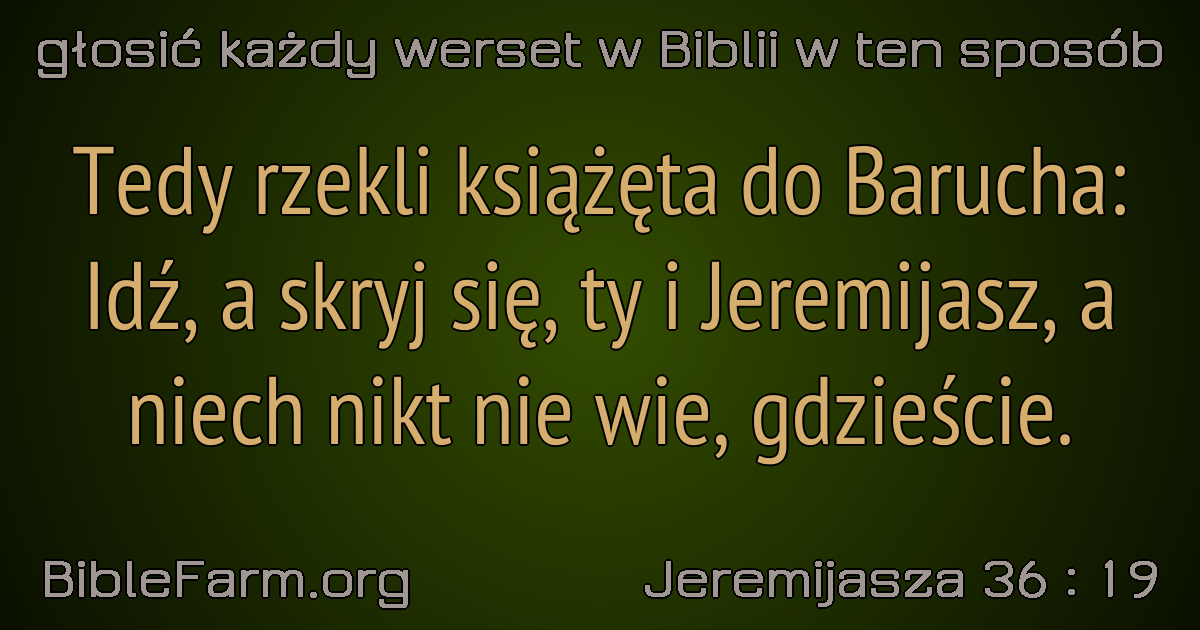 głosić każdy werset w Biblii w ten sposób
Tedy rzekli książęta do Barucha:
Idź, a skryj się, ty i Jeremijasz, a
niech nikt nie wie, gdzieście.
BibleFarm.org
Jeremijasza 36 : 19